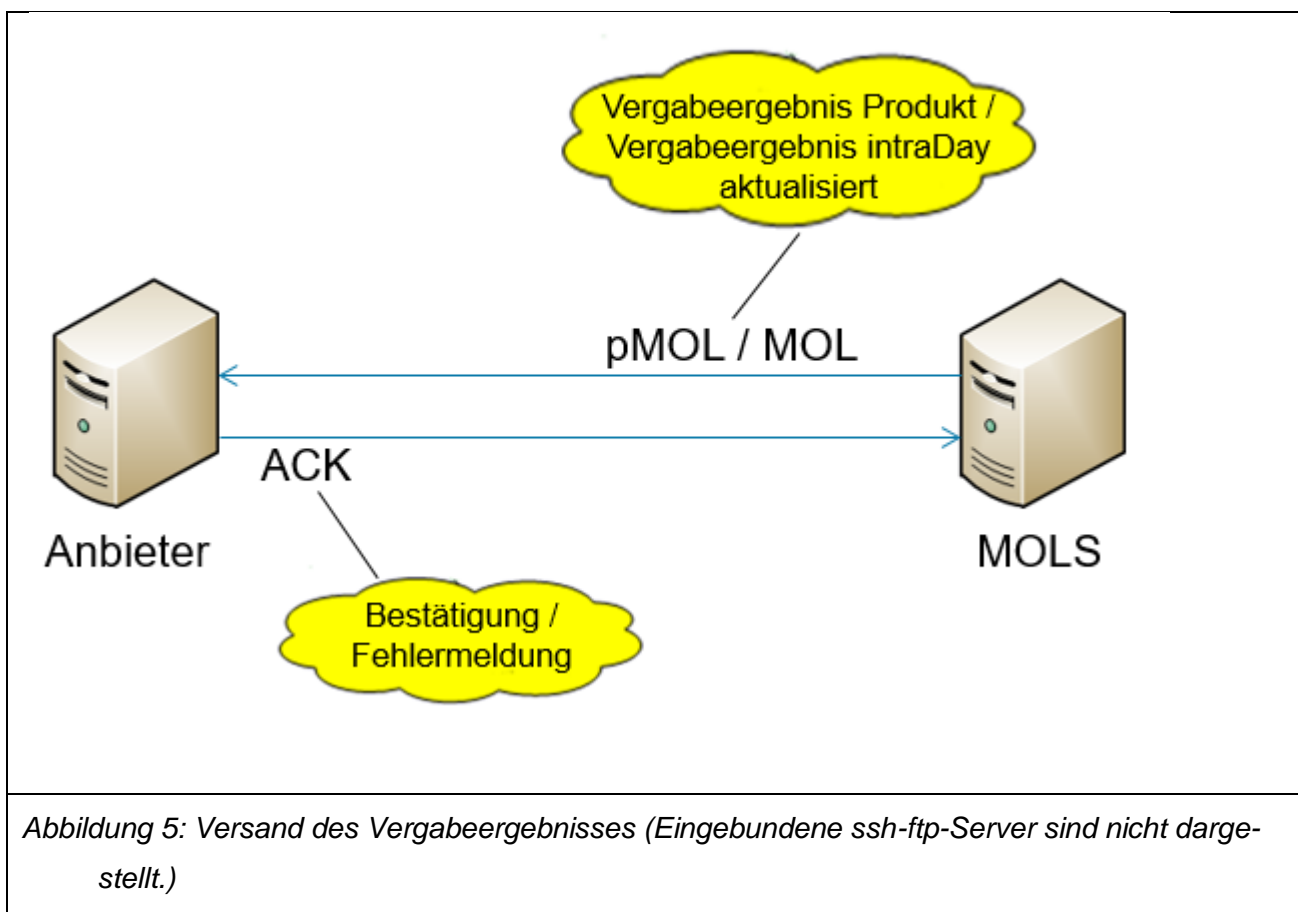 Vergabeergebnis Produkt /
Vergabeergebnis intraDay
aktualisiert
pMOL / MOL
ACK
Anbieter
MOLS
Bestätigung /
Fehlermeldung
Abbildung 5: Versand des Vergabeergebnisses (Eingebundene ssh-ftp-Server sind nicht darge-
stellt.)